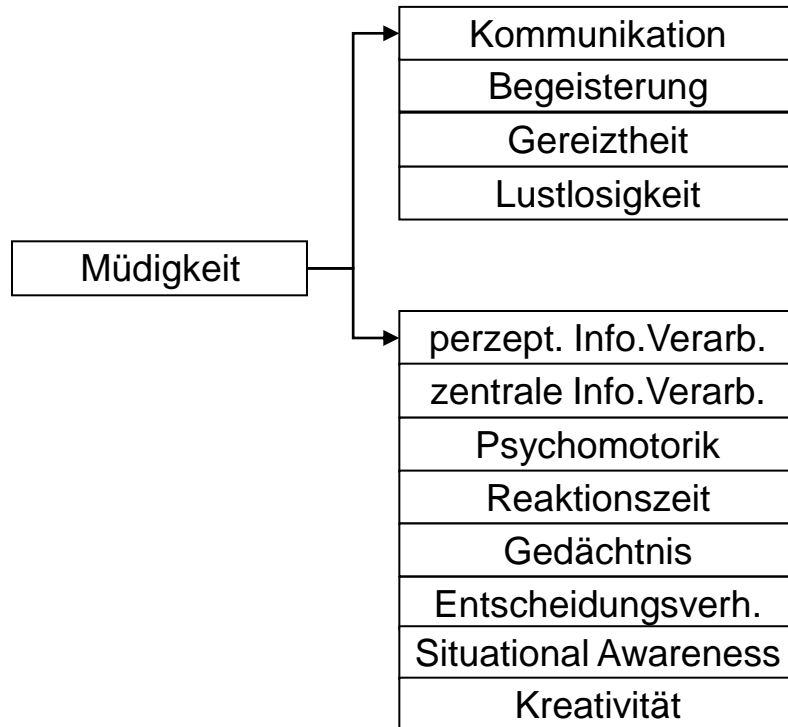 Kommunikation
Begeisterung
Gereiztheit
Lustlosigkeit
Müdigkeit
perzept. Info.Verarb.
zentrale Info.Verarb.
Psychomotorik
Reaktionszeit
Gedächtnis
Entscheidungsverh.
Situational Awareness
Kreativität